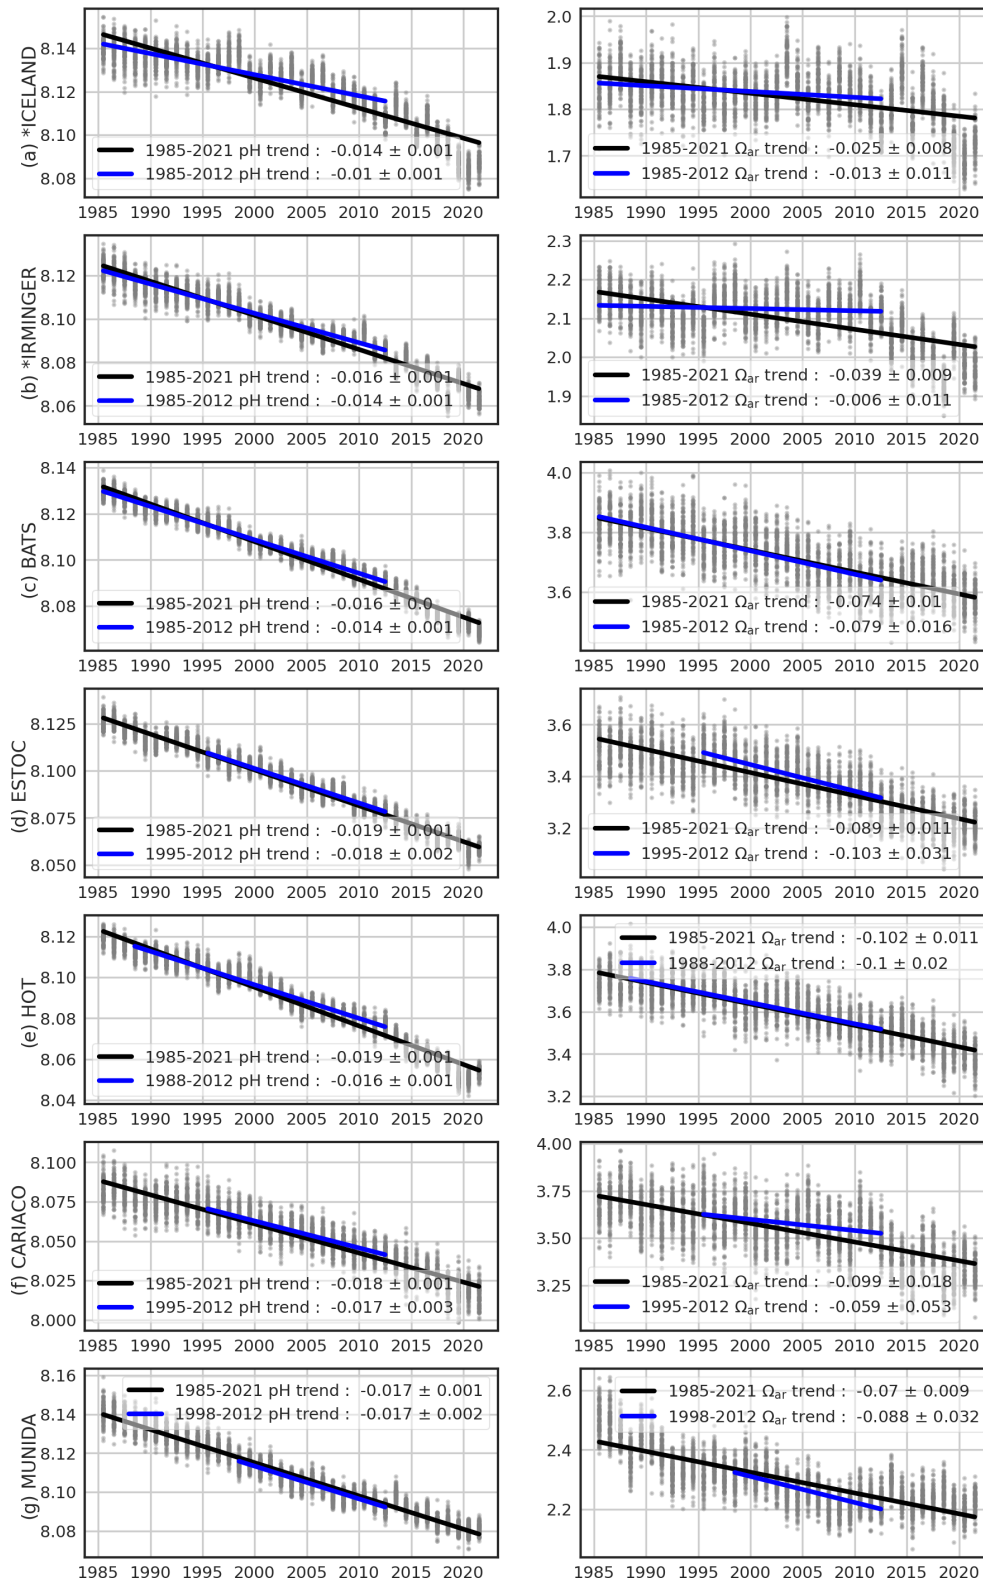 (a) *ICELAND
8.14
8.12
8.10
8.08
1985-2021 pH trend : -0.014 ± 0.001
1985-2012 pH trend : -0.01 ± 0.001
1985 1990 1995 2000 2005 2010 2015 2020
2.0
1.9
1.8
1.7
1985-2021 Ωar trend : -0.025 ± 0.008
1985-2012 Ωar trend : -0.013 ± 0.011
1985 1990 1995 2000 2005 2010 2015 2020
(b) *IRMINGER
8.12
8.10
8.08
8.06
1985-2021 pH trend : -0.016 ± 0.001
1985-2012 pH trend : -0.014 ± 0.001
1985 1990 1995 2000 2005 2010 2015 2020
2.3
2.2
2.1
2.0
1.9
1985-2021 Ωar trend : -0.039 ± 0.009
1985-2012 Ωar trend : -0.006 ± 0.011
1985 1990 1995 2000 2005 2010 2015 2020
(c) BATS
8.14
8.12
8.10
8.08
1985-2021 pH trend : -0.016 ± 0.0
1985-2012 pH trend : -0.014 ± 0.001
1985 1990 1995 2000 2005 2010 2015 2020
4.0
3.8
3.6
1985-2021 Ωar trend : -0.074 ± 0.01
1985-2012 Ωar trend : -0.079 ± 0.016
1985 1990 1995 2000 2005 2010 2015 2020
(d) ESTOC
8.125
8.100
8.075
8.050
1985-2021 pH trend : -0.019 ± 0.001
1995-2012 pH trend : -0.018 ± 0.002
1985 1990 1995 2000 2005 2010 2015 2020
3.6
3.4
3.2
1985-2021 Ωar trend : -0.089 ± 0.011
1995-2012 Ωar trend : -0.103 ± 0.031
1985 1990 1995 2000 2005 2010 2015 2020
(e) HOT
8.12
8.10
8.08
8.06
8.04
1985-2021 pH trend : -0.019 ± 0.001
1988-2012 pH trend : -0.016 ± 0.001
1985 1990 1995 2000 2005 2010 2015 2020
4.0
3.8
3.6
3.4
3.2
1985-2021 Ωar trend : -0.102 ± 0.011
1988-2012 Ωar trend : -0.1 ± 0.02
1985 1990 1995 2000 2005 2010 2015 2020
(f) CARIACO
8.100
8.075
8.050
8.025
8.000
1985-2021 pH trend : -0.018 ± 0.001
1995-2012 pH trend : -0.017 ± 0.003
1985 1990 1995 2000 2005 2010 2015 2020
4.00
3.75
3.50
3.25
1985-2021 Ωar trend : -0.099 ± 0.018
1995-2012 Ωar trend : -0.059 ± 0.053
1985 1990 1995 2000 2005 2010 2015 2020
(g) MUNIDA
8.16
8.14
8.12
8.10
8.08
1985-2021 pH trend : -0.017 ± 0.001
1998-2012 pH trend : -0.017 ± 0.002
1985 1990 1995 2000 2005 2010 2015 2020
2.6
2.4
2.2
1985-2021 Ωar trend : -0.07 ± 0.009
1998-2012 Ωar trend : -0.088 ± 0.032
1985 1990 1995 2000 2005 2010 2015 2020